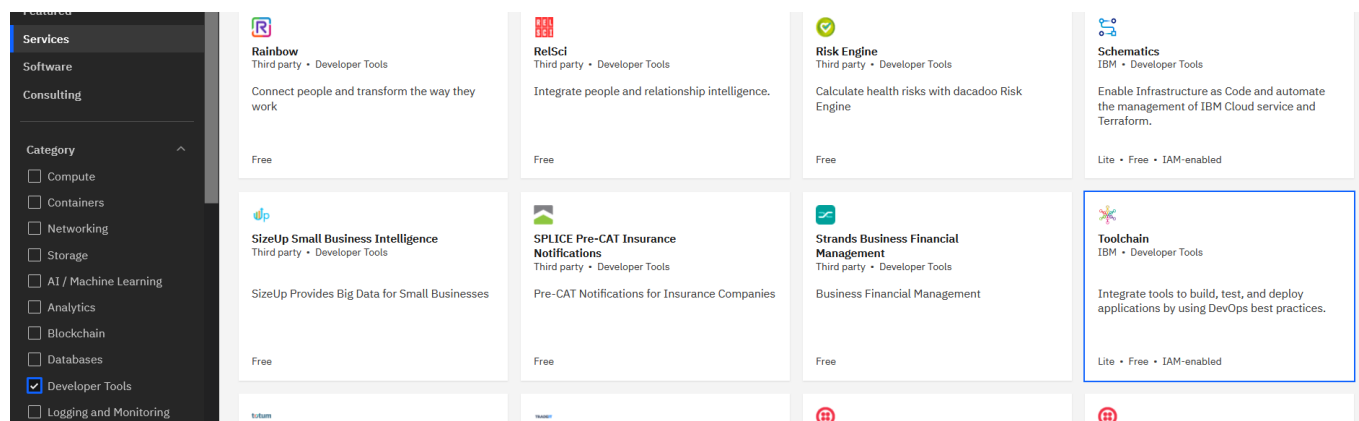 Featured
Services
Software
Consulting
Category
Compute
Containers
Networking
Storage
AI / Machine Learning
Analytics
Blockchain
Databases
Developer Tools
Logging and Monitoring
Rainbow
Third party • Developer Tools
Connect people and transform the way they
work
Free
REL
SCI
RelSci
Third party • Developer Tools
Integrate people and relationship intelligence.
Free
Risk Engine
Third party • Developer Tools
Calculate health risks with dacadoo Risk
Engine
Free
Schematics
IBM • Developer Tools
Enable Infrastructure as Code and automate
the management of IBM Cloud service and
Terraform.
Lite • Free • IAM-enabled
SizeUp Small Business Intelligence
Third party • Developer Tools
SizeUp Provides Big Data for Small Businesses
Free
SPLICE Pre-CAT Insurance
Notifications
Third party • Developer Tools
Pre-CAT Notifications for Insurance Companies
Free
Strands Business Financial
Management
Third party • Developer Tools
Business Financial Management
Free
Toolchain
IBM • Developer Tools
Integrate tools to build, test, and deploy
applications by using DevOps best practices.
Lite • Free • IAM-enabled
totum